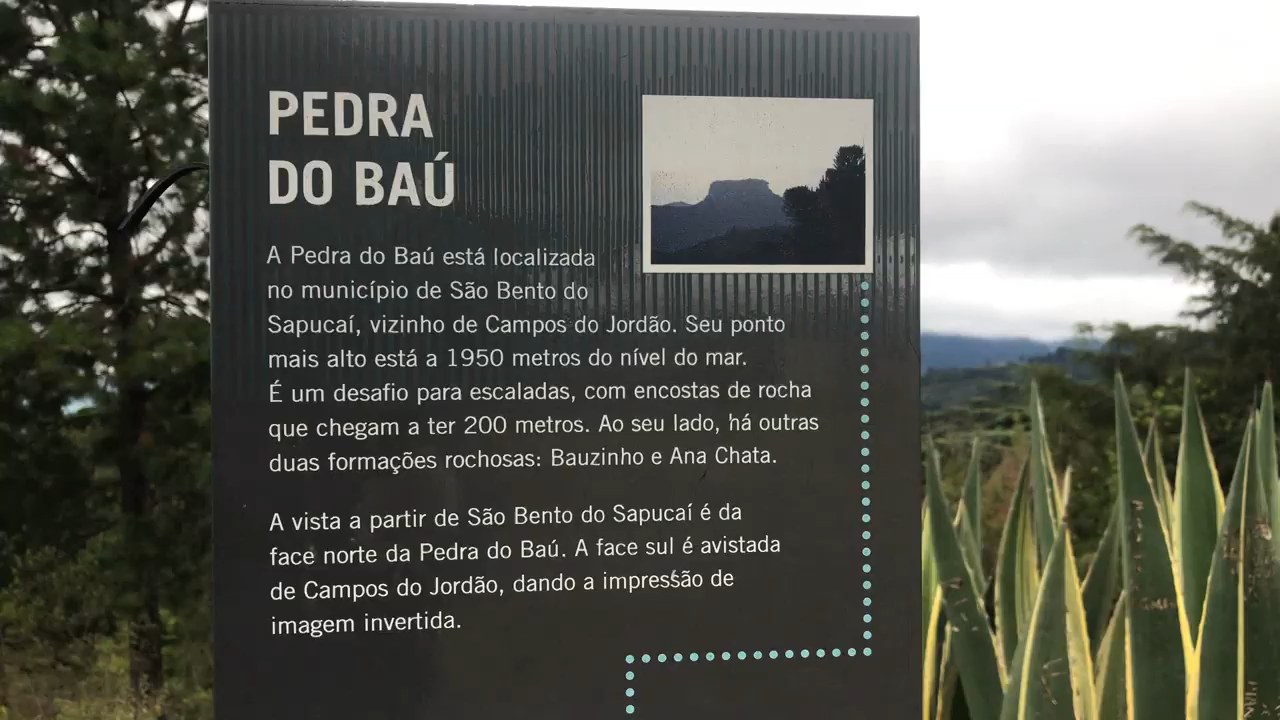 PEDRA
DO BAÚ
A Pedra do Baú está localizada
no município de São Bento do
Sapucaí, vizinho de Campos do Jordão. Seu ponto
mais alto está a 1950 metros do nível do mar.
É um desafio para escaladas, com encostas de rocha
que chegam a ter 200 metros. Ao seu lado, há outras
duas formações rochosas: Bauzinho e Ana Chata.
A vista a partir de São Bento do Sapucaí é da
face norte da Pedra do Baú. A face sul é avistada
de Campos do Jordão, dando a impressão de
imagem invertida.